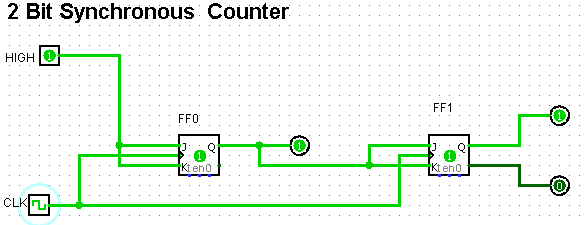 2 Bit Synchronous Counter
HIGH 1
FF0
FF1
J Q 1 K
1
J Q 1 K
1
0
CLK